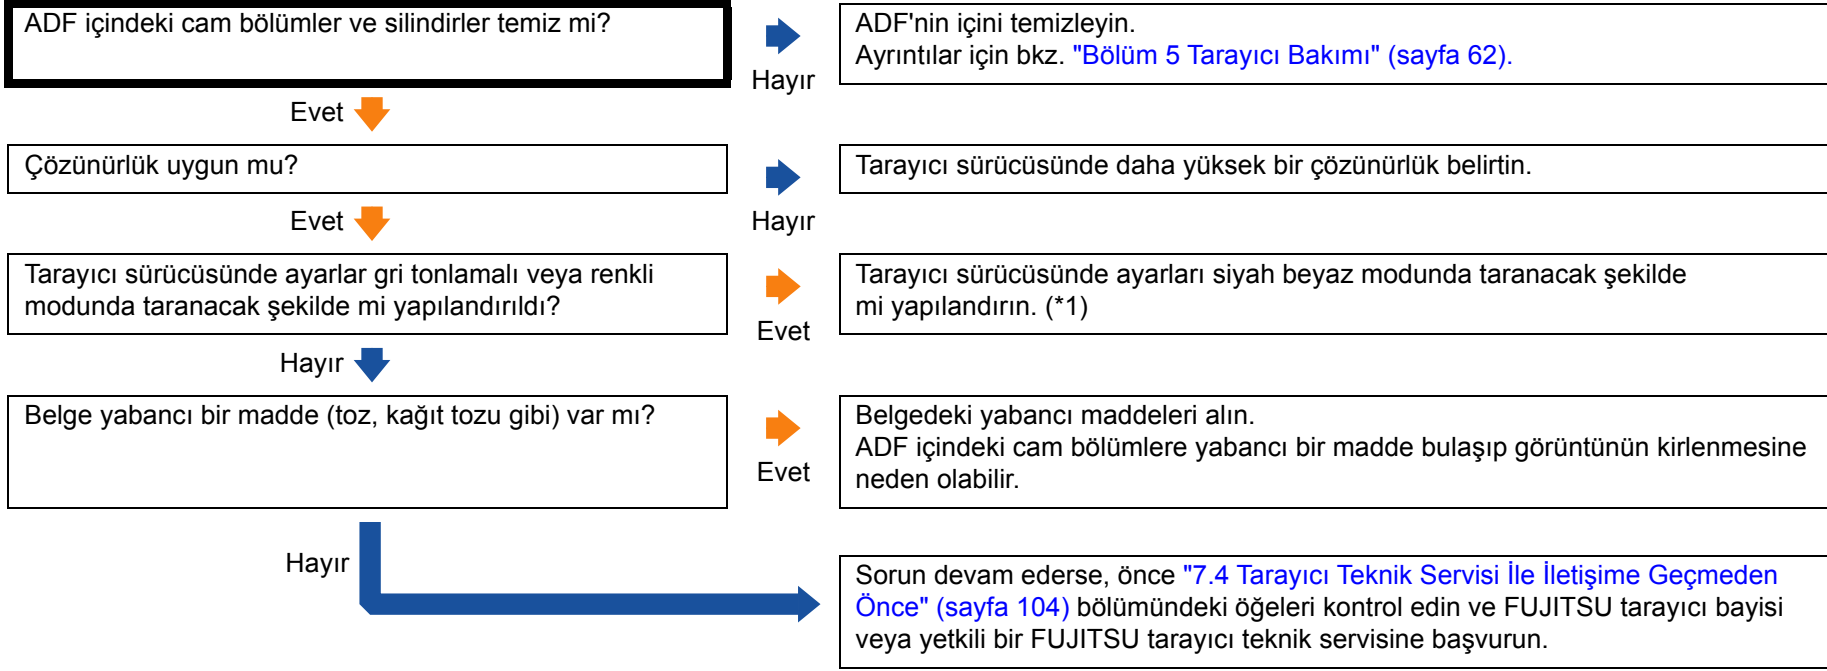 ADF içindeki cam bölümler ve silindirler temiz mi?
Hayır
ADF'nin içini temizleyin.
Ayrıntılar için bkz. "Bölüm 5 Tarayıcı Bakımı" (sayfa 62).
Evet
Çözünürlük uygun mu?
Hayır
Tarayıcı sürücüsünde daha yüksek bir çözünürlük belirtin.
Evet
Tarayıcı sürücüsünde ayarlar gri tonlamalı veya renkli
modunda taranacak şekilde mi yapılandırıldı?
Evet
Tarayıcı sürücüsünde ayarları siyah beyaz modunda taranacak şekilde
mi yapılandırın. (*1)
Hayır
Belge yabancı bir madde (toz, kağıt tozu gibi) var mı?
Evet
Belgedeki yabancı maddeleri alın.
ADF içindeki cam bölümlere yabancı bir madde bulaşıp görüntünün kirlenmesine
neden olabilir.
Hayır
Sorun devam ederse, önce "7.4 Tarayıcı Teknik Servisi İle İletişime Geçmeden
Önce" (sayfa 104) bölümündeki öğeleri kontrol edin ve FUJITSU tarayıcı bayisi
veya yetkili bir FUJITSU tarayıcı teknik servisine başvurun.